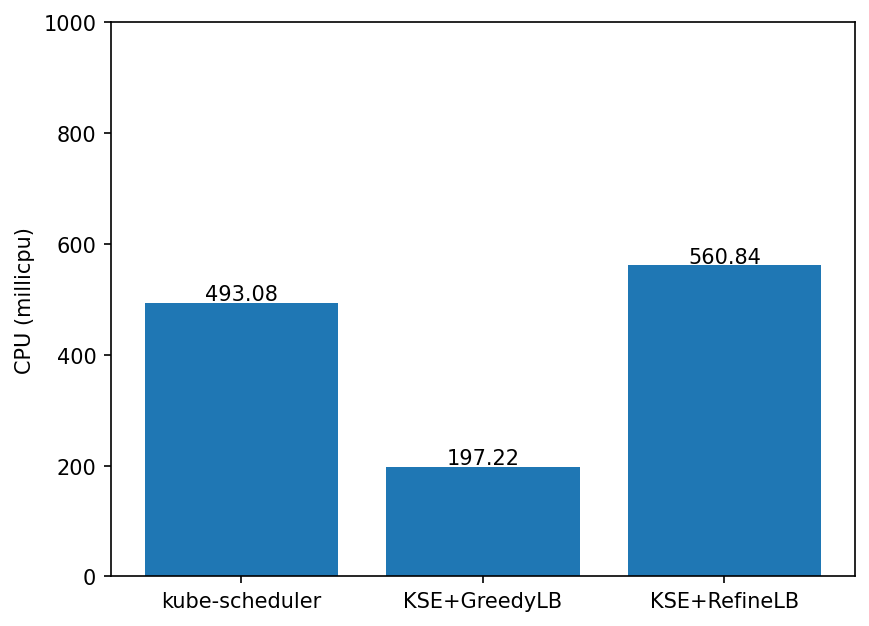 1000
800
600
400
200
0
CPU (millicpu)
493.08
197.22
560.84
kube-scheduler
KSE+GreedyLB
KSE+RefineLB